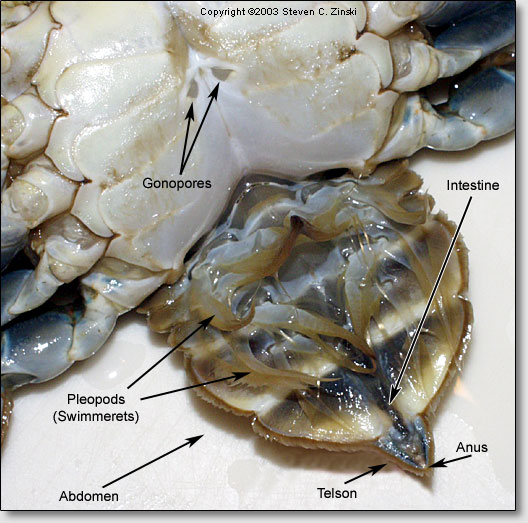 Copyright ©2003 Steven C. Zinski
Gonopores
Intestine
Pleopods
(Swimmerets)
Anus
Abdomen
Telson